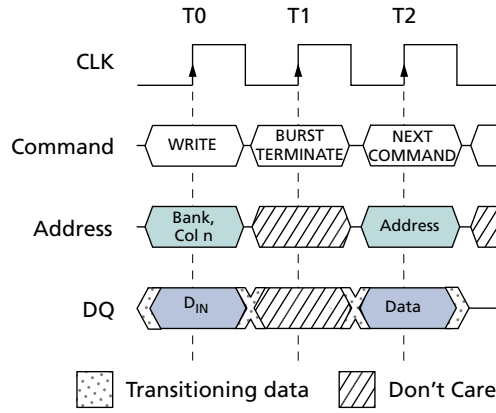 T0 T1 T2
CLK
Command WRITE BURST TERMINATE NEXT COMMAND
Address Bank, Col n Address
DQ DIN Data
Transitioning data Don't Care